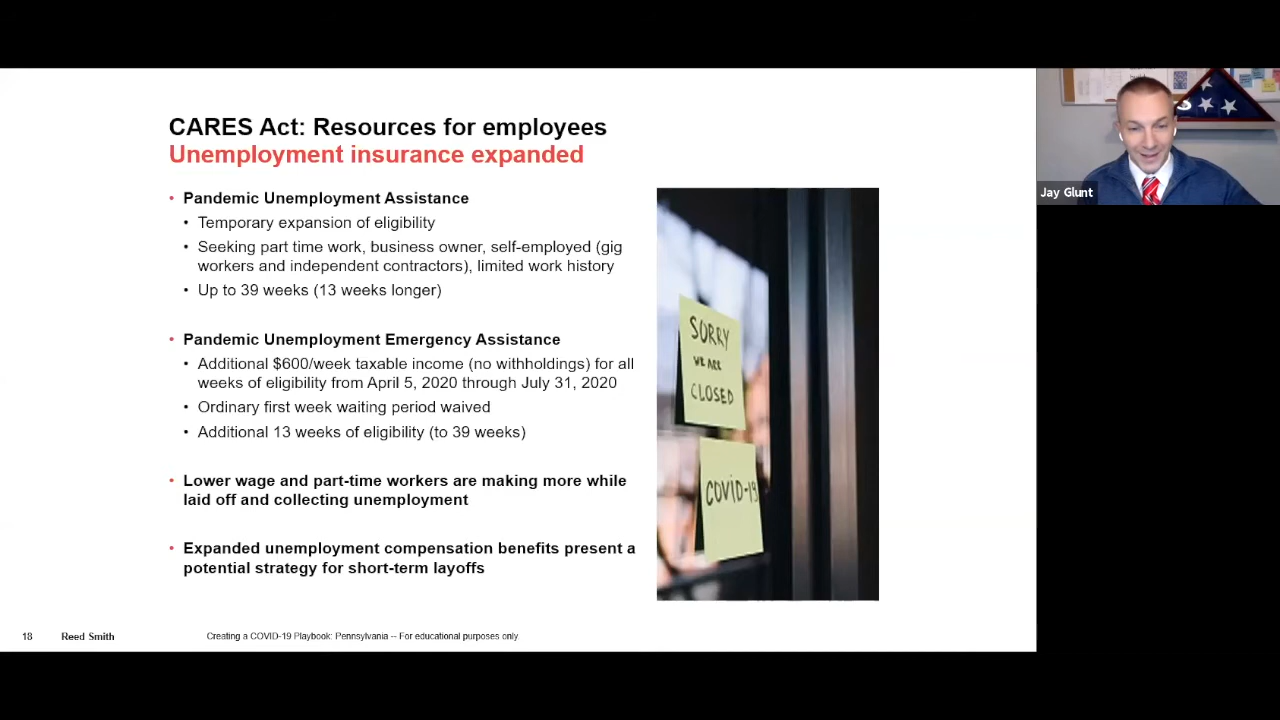 CARES Act: Resources for employees
Unemployment insurance expanded
• Pandemic Unemployment Assistance
• Temporary expansion of eligibility
• Seeking part time work, business owner, self-employed (gig
workers and independent contractors), limited work history
• Up to 39 weeks (13 weeks longer)
• Pandemic Unemployment Emergency Assistance
• Additional $600/week taxable income (no withholdings) for all
weeks of eligibility from April 5, 2020 through July 31, 2020
• Ordinary first week waiting period waived
• Additional 13 weeks of eligibility (to 39 weeks)
• Lower wage and part-time workers are making more while
laid off and collecting unemployment
• Expanded unemployment compensation benefits present a
potential strategy for short-term layoffs
SORRY
WE ARE
CLOSED
COVID-19
18 Reed Smith Creating a COVID-19 Playbook: Pennsylvania -- For educational purposes only.
Jay Glunt